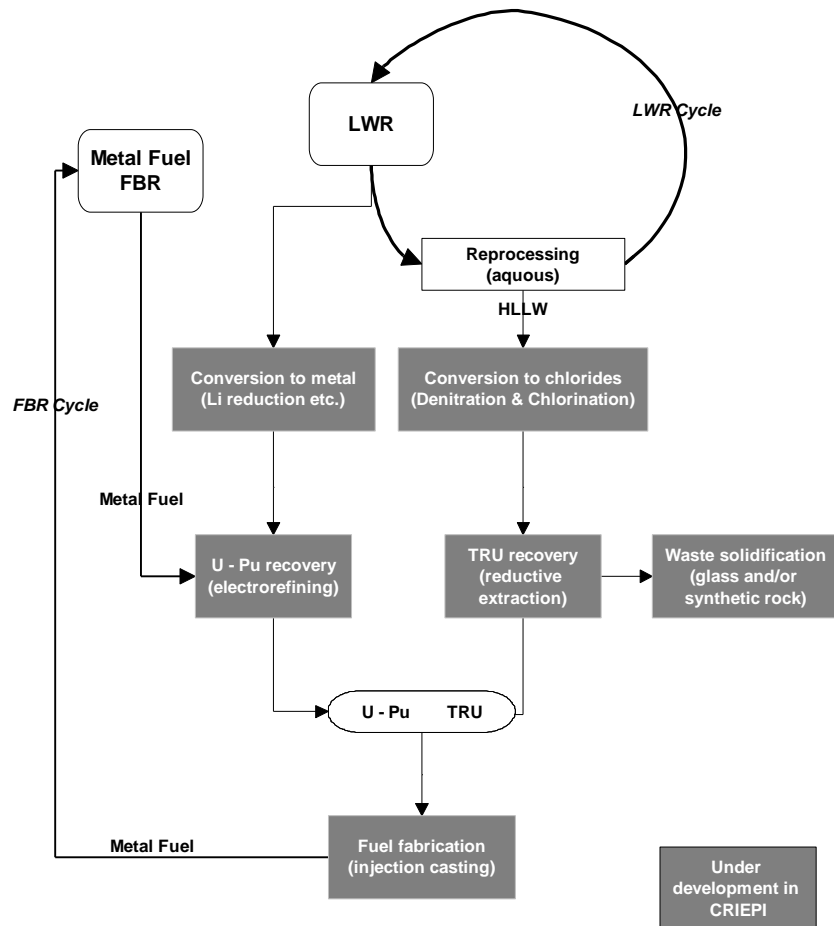 LWR
LWR Cycle
Metal Fuel
FBR
Reprocessing
(aquous)
HLLW
Conversion to metal
(Li reduction etc.)
Conversion to chlorides
(Denitration & Chlorination)
FBR Cycle
Metal Fuel
U - Pu recovery
(electrorefining)
TRU recovery
(reductive
extraction)
Waste solidification
(glass and/or
synthetic rock)
U - Pu TRU
Metal Fuel
Fuel fabrication
(injection casting)
Under
development in
CRIEPI